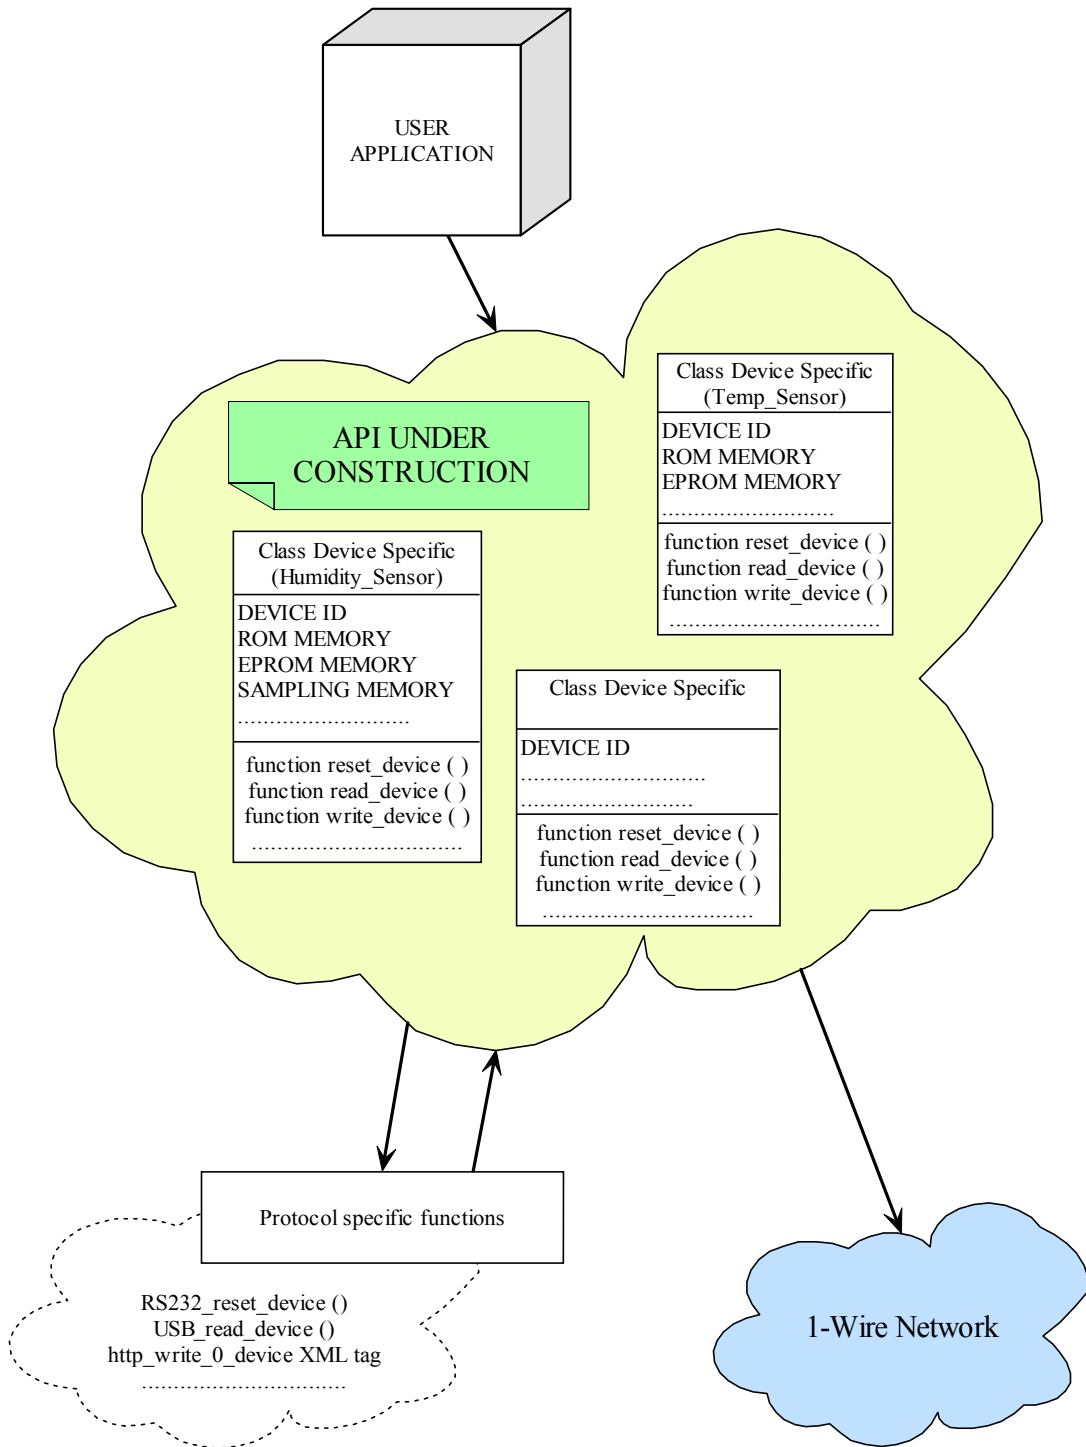 USER
APPLICATION
API UNDER
CONSTRUCTION
Class Device Specific
(Temp_Sensor)
DEVICE ID
ROM MEMORY
EPROM MEMORY
...........................
function reset_device ( )
function read_device ( )
function write_device ( )
.................................
Class Device Specific
(Humidity_Sensor)
DEVICE ID
ROM MEMORY
EPROM MEMORY
SAMPLING MEMORY
...........................
function reset_device ( )
function read_device ( )
function write_device ( )
.................................
Class Device Specific
DEVICE ID
.............................
...........................
function reset_device ( )
function read_device ( )
function write_device ( )
.................................
Protocol specific functions
RS232_reset_device ()
USB_read_device ()
http_write_0_device XML tag
................................
1-Wire Network